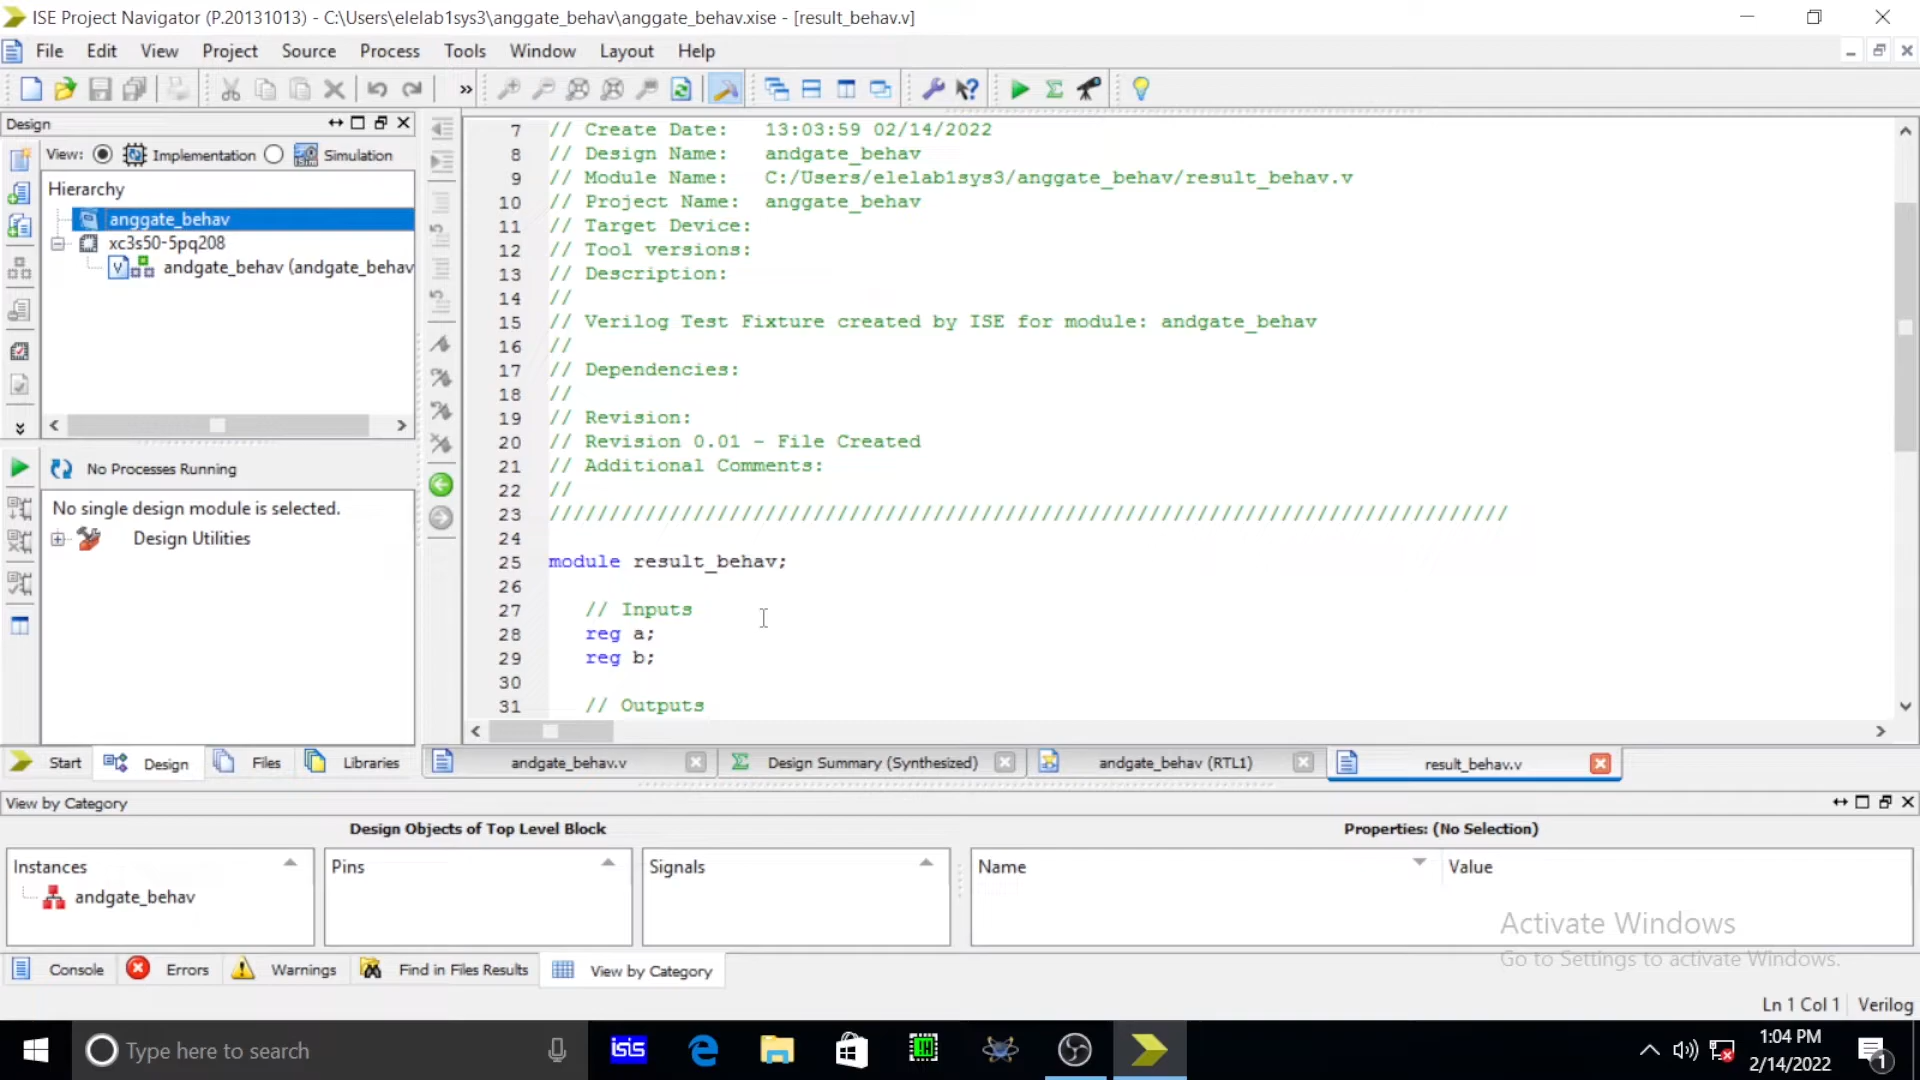 ISE Project Navigator (P.20131013) - C:\Users\elelab1sys3\anggate_behav\anggate_behav.xise - [result_behav.v]
File Edit View Project Source Process Tools Window Layout Help
Design
View: Implementation Simulation
Hierarchy
anggate_behav
xc3s50-5pq208
andgate_behav (andgate_behav
No Processes Running
No single design module is selected.
Design Utilities
Start Design Files Libraries
7 // Create Date: 13:03:59 02/14/2022
8 // Design Name: andgate_behav
9 // Module Name: C:/Users/elelab1sys3/anggate_behav/result_behav.v
10 // Project Name: anggate_behav
11 // Target Device:
12 // Tool versions:
13 // Description:
14 //
15 // Verilog Test Fixture created by ISE for module: andgate_behav
16 //
17 // Dependencies:
18 //
19 // Revision:
20 // Revision 0.01 - File Created
21 // Additional Comments:
22 //
23 ////////////////////////////////////////////////////////////////////////////////
24
25 module result_behav;
26
27 // Inputs
28 reg a;
29 reg b;
30
31 // Outputs
andgate_behav.v Design Summary (Synthesized) andgate_behav (RTL1) result_behav.v
View by Category
Design Objects of Top Level Block Properties: (No Selection)
Instances Pins Signals Name Value
andgate_behav
Activate Windows
Go to Settings to activate Windows.
Console Errors Warnings Find in Files Results View by Category
Ln 1 Col 1 Verilog
Type here to search
isis
1:04 PM
2/14/2022
1